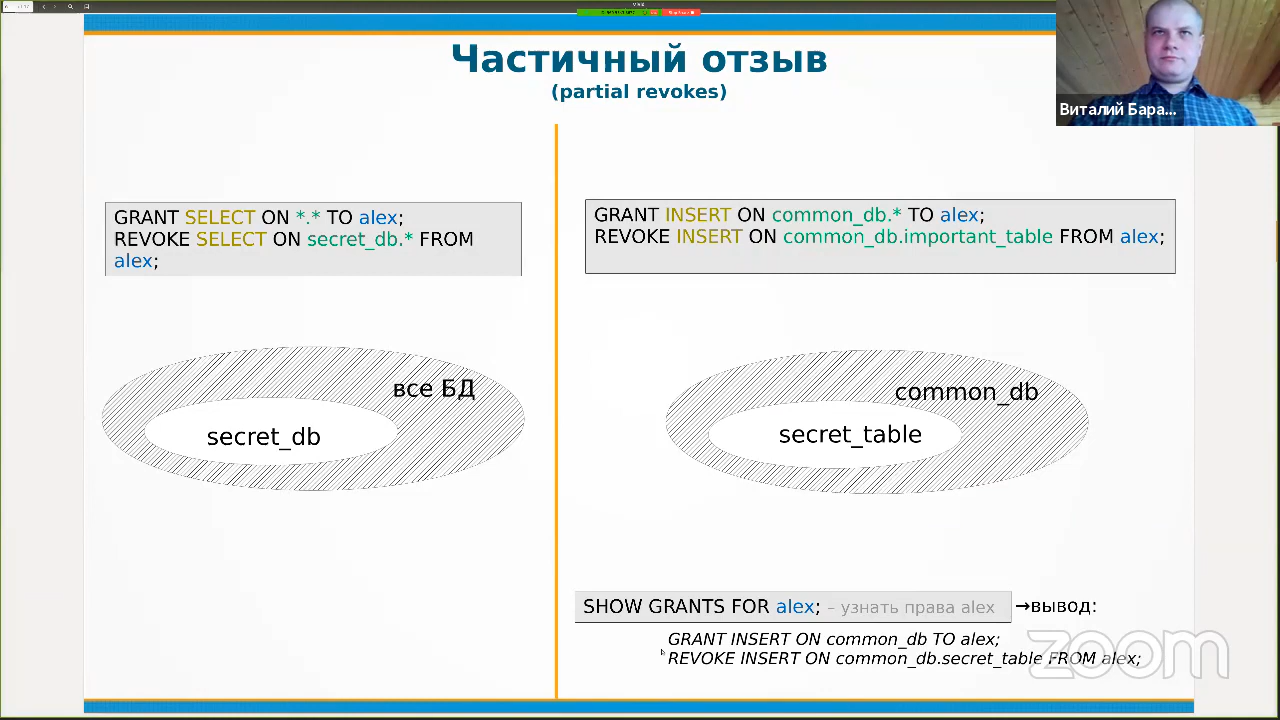 Частичный отзыв
(partial revokes)
Виталий Бара...
GRANT SELECT ON *.* TO alex;
REVOKE SELECT ON secret_db.* FROM
alex;
GRANT INSERT ON common_db.* TO alex;
REVOKE INSERT ON common_db.important_table FROM alex;
все БД
secret_db
common_db
secret_table
SHOW GRANTS FOR alex; – узнать права alex →вывод:
GRANT INSERT ON common_db TO alex;
REVOKE INSERT ON common_db.secret_table FROM alex;
zoom